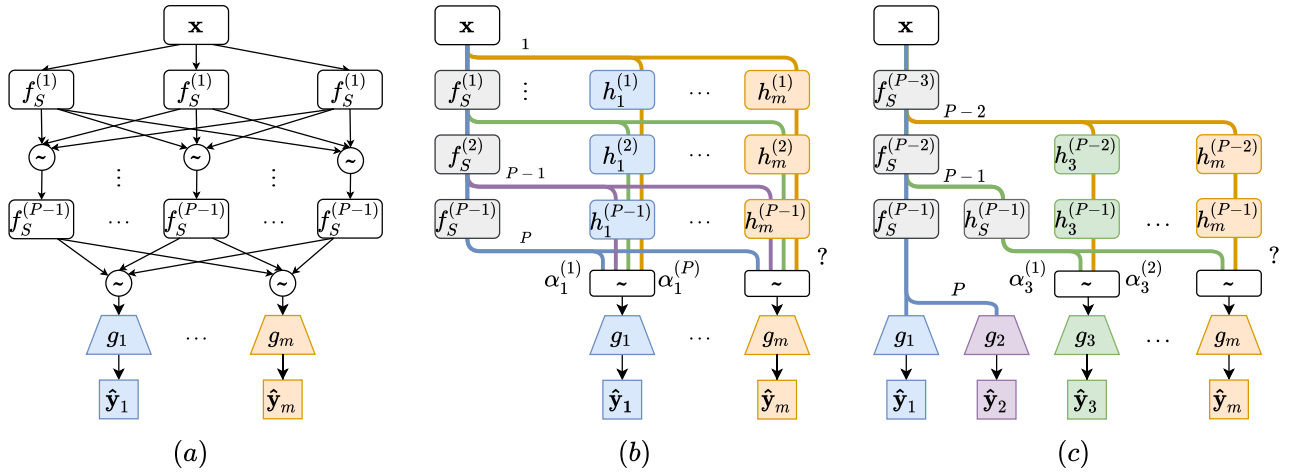 x
f_S^{(1)} f_S^{(1)} f_S^{(1)}
~ ~ ~
⋮ ⋮
f_S^{(P-1)} ⋯ f_S^{(P-1)} ⋯ f_S^{(P-1)}
~ ~
g_1 ⋯ g_m
ŷ_1 ŷ_m
(a)
x
1
f_S^{(1)} ⋮ h_1^{(1)} ⋯ h_m^{(1)}
f_S^{(2)} h_1^{(2)} ⋯ h_m^{(2)}
P − 1
f_S^{(P-1)} h_1^{(P-1)} ⋯ h_m^{(P-1)}
P
?
α_1^{(1)} ~ α_1^{(P)} ~
g_1 ⋯ g_m
ŷ_1 ŷ_m
(b)
x
f_S^{(P-3)}
P−2
f_S^{(P-2)} h_3^{(P-2)} h_m^{(P-2)}
P−1
f_S^{(P-1)} h_S^{(P-1)} h_3^{(P-1)} ⋯ h_m^{(P-1)}
?
α_3^{(1)} ~ α_3^{(2)} ~
P
g_1 g_2 g_3 ⋯ g_m
ŷ_1 ŷ_2 ŷ_3 ŷ_m
(c)